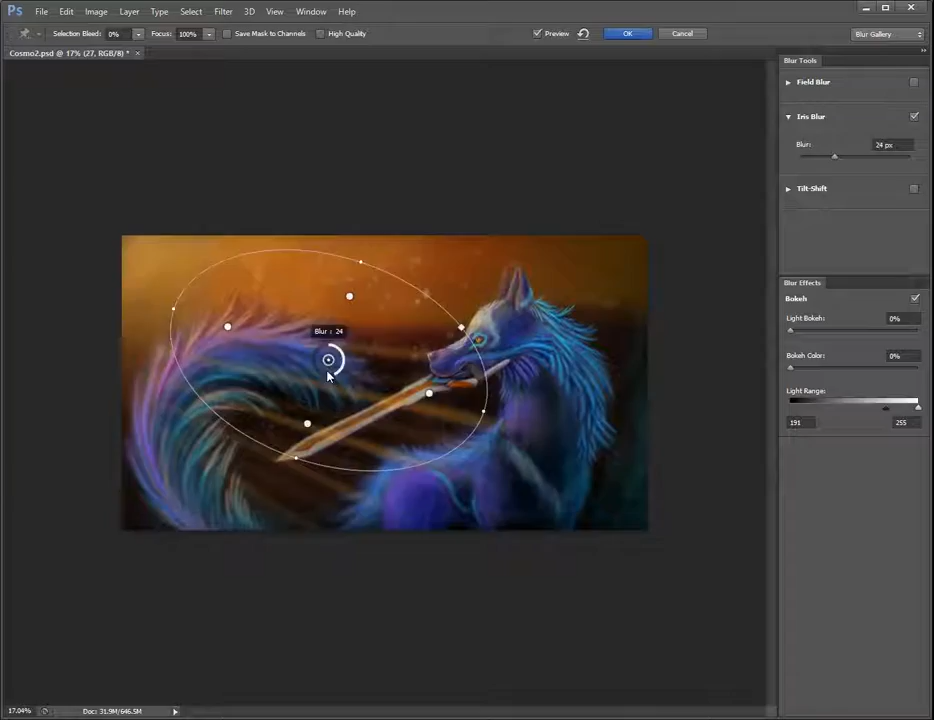 Ps File Edit Image Layer Type Select Filter 3D View Window Help
Selection Bleed: 0% Focus: 100% Save Mask to Channels High Quality Preview OK Cancel Blur Gallery
Cosmo2.psd @ 17% (27, RGB/8) * ×
Blur Tools
Field Blur
Iris Blur
Blur: 24 px
Tilt-Shift
Blur Effects
Bokeh
Light Bokeh: 0%
Bokeh Color: 0%
Light Range:
191 255
Blur : 24
17.04% Doc: 31.9M/646.5M